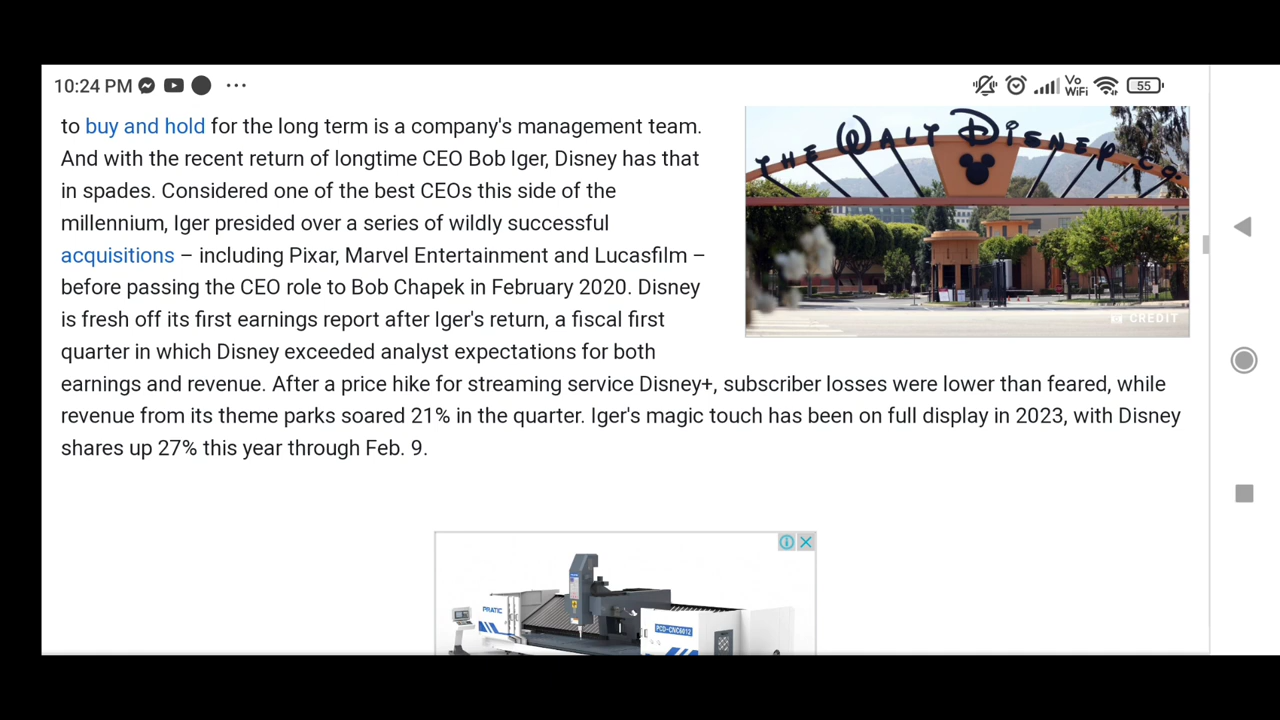 10:24 PM
Vo
WiFi
55
to buy and hold for the long term is a company's management team.
And with the recent return of longtime CEO Bob Iger, Disney has that
in spades. Considered one of the best CEOs this side of the
millennium, Iger presided over a series of wildly successful
acquisitions – including Pixar, Marvel Entertainment and Lucasfilm –
before passing the CEO role to Bob Chapek in February 2020. Disney
is fresh off its first earnings report after Iger's return, a fiscal first
quarter in which Disney exceeded analyst expectations for both
earnings and revenue. After a price hike for streaming service Disney+, subscriber losses were lower than feared, while
revenue from its theme parks soared 21% in the quarter. Iger's magic touch has been on full display in 2023, with Disney
shares up 27% this year through Feb. 9.
THE WALT DISNEY CO.
CREDIT
PRATIC
PCD-CNC6012